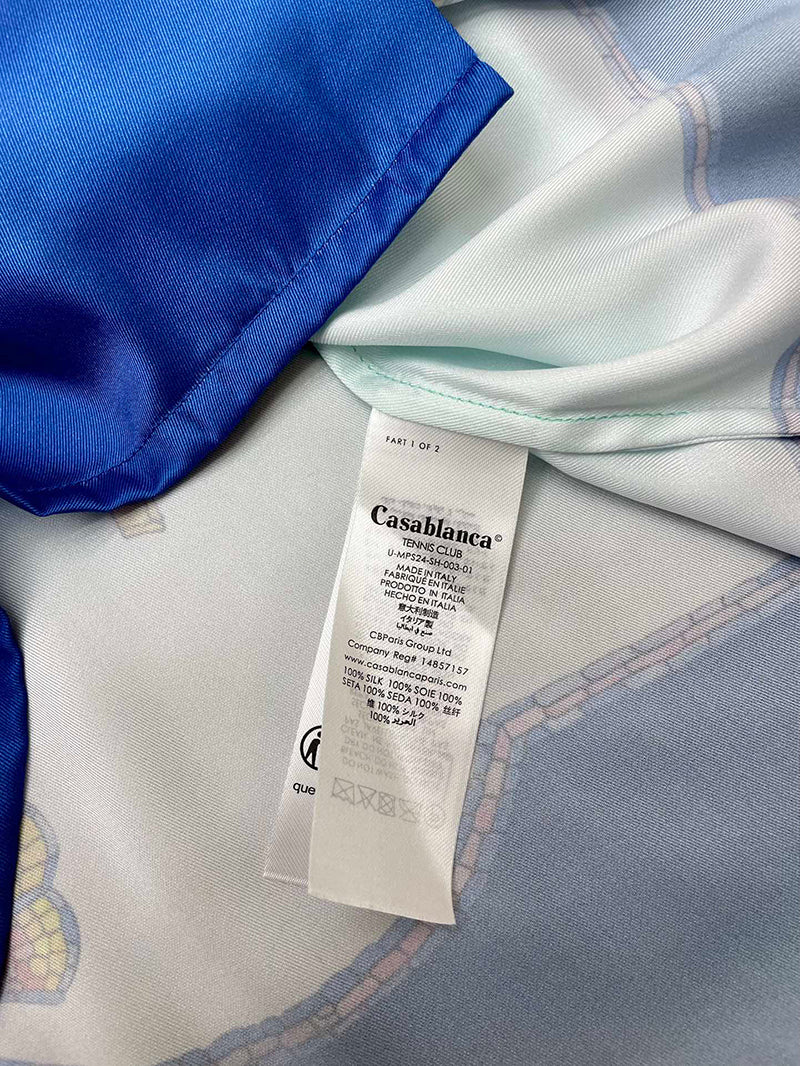 FART 1 OF 2
Casablanca©
TENNIS CLUB
U-MPS24-SH-003-01
MADE IN ITALY
FABRIQUÉ EN ITALIE
PRODOTTO IN ITALIA
HECHO EN ITALIA
意大利制造
イタリア製
صنع في إيطاليا
CBParis Group Ltd
Company Reg# 14857157
www.casablancaparis.com
100% SILK 100% SOIE 100%
SETA 100% SEDA 100% 丝纤
维 100% シルク
100% الحرير
que